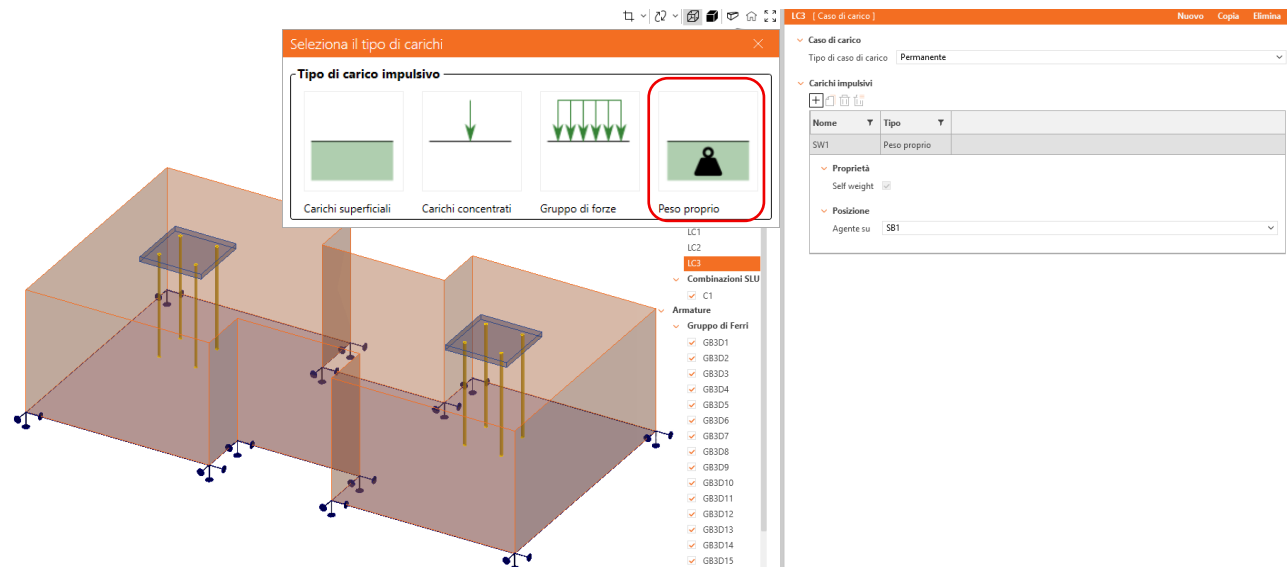 LC3 [ Caso di carico ]
Nuovo Copia Elimina
Seleziona il tipo di carichi
Tipo di carico impulsivo
Carichi superficiali
Carichi concentrati
Gruppo di forze
Peso proprio
LC1
LC2
LC3
Combinazioni SLU
C1
Armature
Gruppo di Ferri
GB3D1
GB3D2
GB3D3
GB3D4
GB3D5
GB3D6
GB3D7
GB3D8
GB3D9
GB3D10
GB3D11
GB3D12
GB3D13
GB3D14
GB3D15
Caso di carico
Tipo di caso di carico Permanente
Carichi impulsivi
Nome Tipo
SW1 Peso proprio
Proprietà
Self weight
Posizione
Agente su SB1